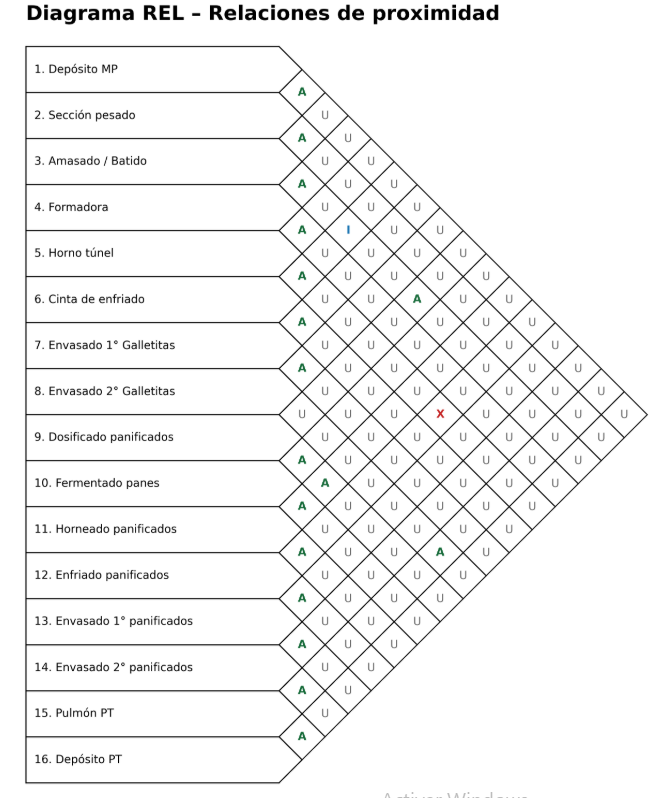 Diagrama REL – Relaciones de proximidad
1. Depósito MP
A
2. Sección pesado U
A U
3. Amasado / Batido U U
A U U
4. Formadora U U U
A I U U
5. Horno túnel U U U U
A U U U U
6. Cinta de enfriado U U A U U
A U U U U U
7. Envasado 1° Galletitas U U U U U U
A U U U U U U
8. Envasado 2° Galletitas U U U U U U U
U U U X U U U U
9. Dosificado panificados U U U U U U U
A U U U U U U
10. Fermentado panes A U U U U U
A U U U U U
11. Horneado panificados U U U U U
A U U A U
12. Enfriado panificados U U U U
A U U U
13. Envasado 1° panificados U U U
A U U
14. Envasado 2° panificados U U
A U
15. Pulmón PT U
A
16. Depósito PT